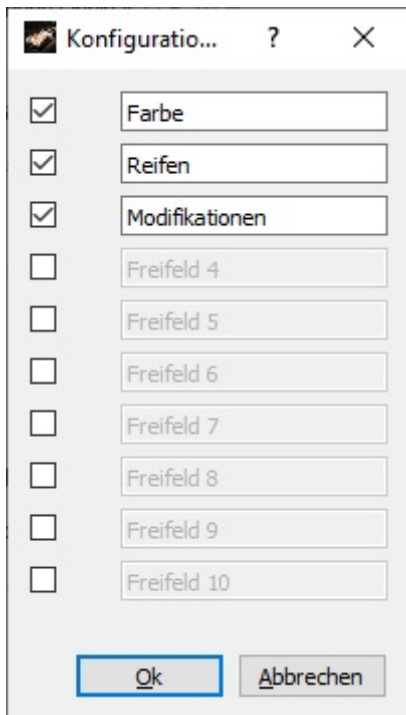 Konfiguratio... ?
Farbe
Reifen
Modifikationen
Freifeld 4
Freifeld 5
Freifeld 6
Freifeld 7
Freifeld 8
Freifeld 9
Freifeld 10
Ok Abbrechen